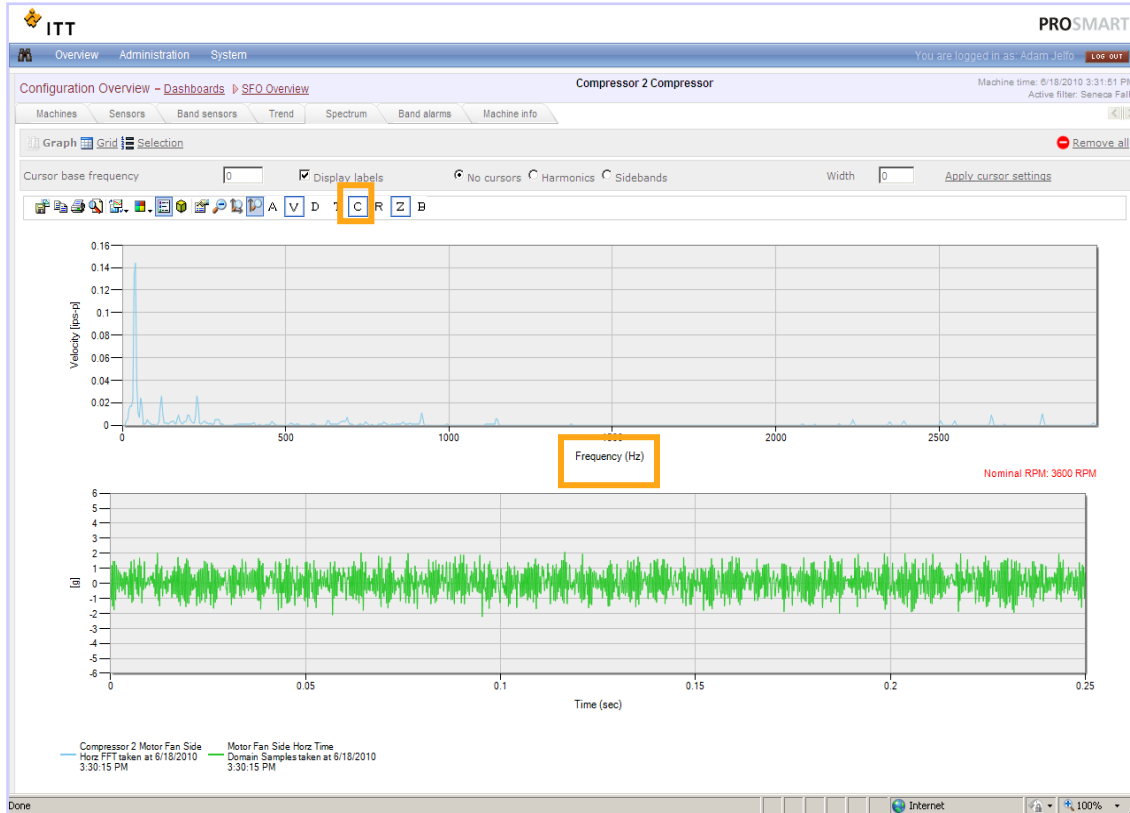 ITT
PROSMART
Overview Administration System
You are logged in as: Adam Jelfo LOG OUT
Configuration Overview – Dashboards SFO Overview
Compressor 2 Compressor
Machine time: 6/18/2010 3:31:51 PM
Active filter: Seneca Fall
Machines Sensors Band sensors Trend Spectrum Band alarms Machine info
Graph Grid Selection
Remove all
Cursor base frequency 0 Display labels No cursors Harmonics Sidebands Width 0 Apply cursor settings
A V D T C R Z B
0.16
0.14
0.12
0.1
0.08
0.06
0.04
0.02
0
Velocity [ips-p]
0 500 1000 1500 2000 2500
Frequency (Hz)
Nominal RPM: 3600 RPM
6
5
4
3
2
1
0
-1
-2
-3
-4
-5
-6
[g]
0 0.05 0.1 0.15 0.2 0.25
Time (sec)
Compressor 2 Motor Fan Side
Horz FFT taken at 6/18/2010
3:30:15 PM
Motor Fan Side Horz Time
Domain Samples taken at 6/18/2010
3:30:15 PM
Done
Internet
100%